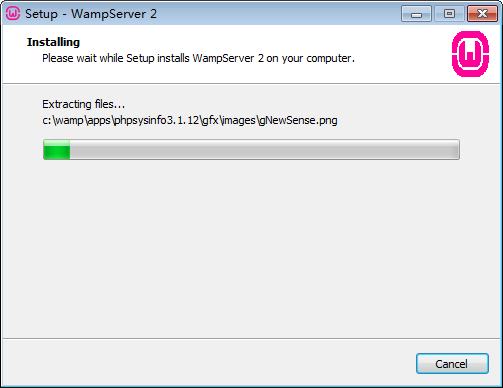 Setup - WampServer 2
Installing
Please wait while Setup installs WampServer 2 on your computer.
Extracting files...
c:\wamp\apps\phpsysinfo3.1.12\gfx\images\gNewSense.png
Cancel